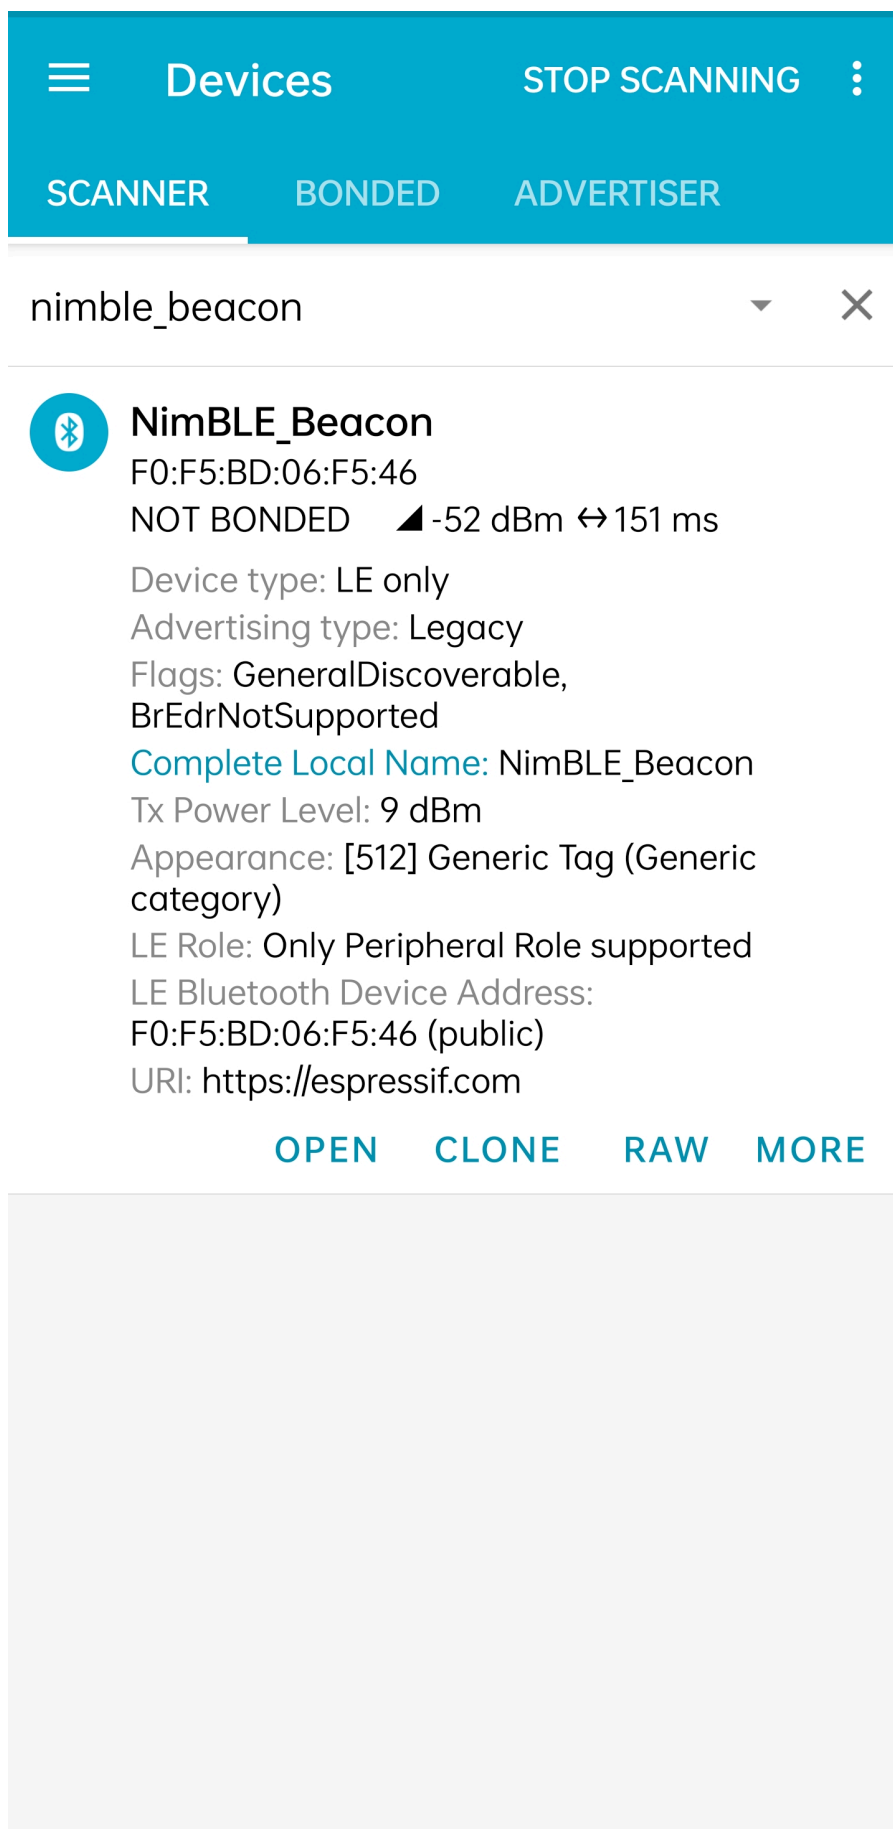 Devices STOP SCANNING
SCANNER BONDED ADVERTISER
nimble_beacon
NimBLE_Beacon
F0:F5:BD:06:F5:46
NOT BONDED -52 dBm ↔151 ms
Device type: LE only
Advertising type: Legacy
Flags: GeneralDiscoverable,
BrEdrNotSupported
Complete Local Name: NimBLE_Beacon
Tx Power Level: 9 dBm
Appearance: [512] Generic Tag (Generic
category)
LE Role: Only Peripheral Role supported
LE Bluetooth Device Address:
F0:F5:BD:06:F5:46 (public)
URI: https://espressif.com
OPEN CLONE RAW MORE